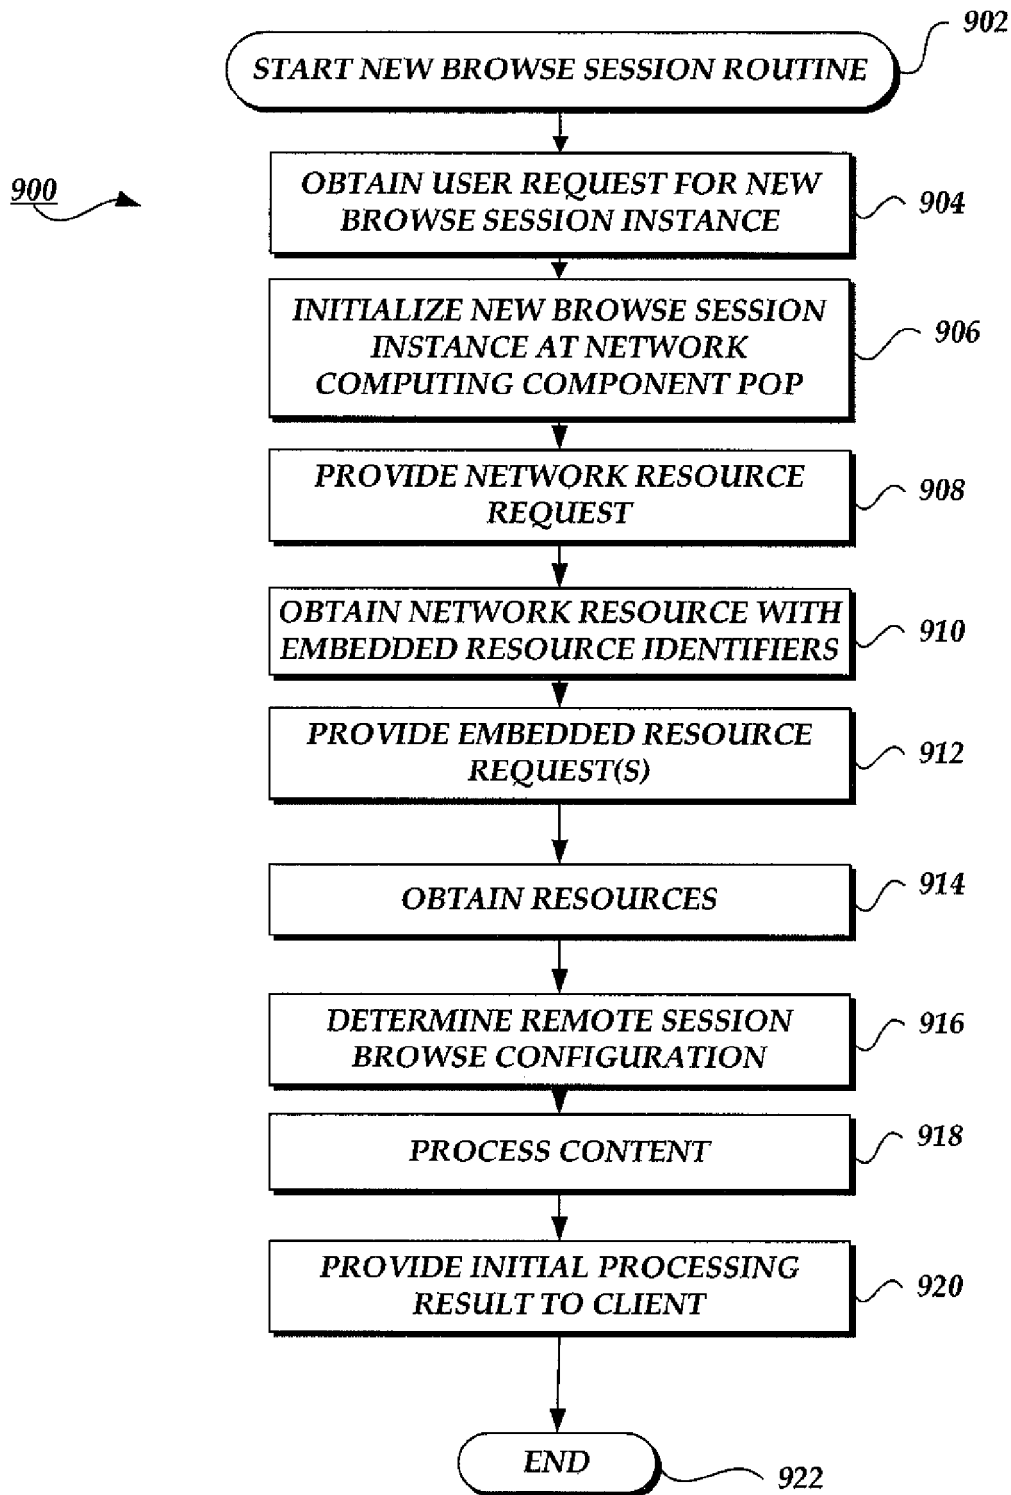 902
START NEW BROWSE SESSION ROUTINE
900
OBTAIN USER REQUEST FOR NEW
BROWSE SESSION INSTANCE
904
INITIALIZE NEW BROWSE SESSION
INSTANCE AT NETWORK
COMPUTING COMPONENT POP
906
PROVIDE NETWORK RESOURCE
REQUEST
908
OBTAIN NETWORK RESOURCE WITH
EMBEDDED RESOURCE IDENTIFIERS
910
PROVIDE EMBEDDED RESOURCE
REQUEST(S)
912
OBTAIN RESOURCES
914
DETERMINE REMOTE SESSION
BROWSE CONFIGURATION
916
PROCESS CONTENT
918
PROVIDE INITIAL PROCESSING
RESULT TO CLIENT
920
END
922